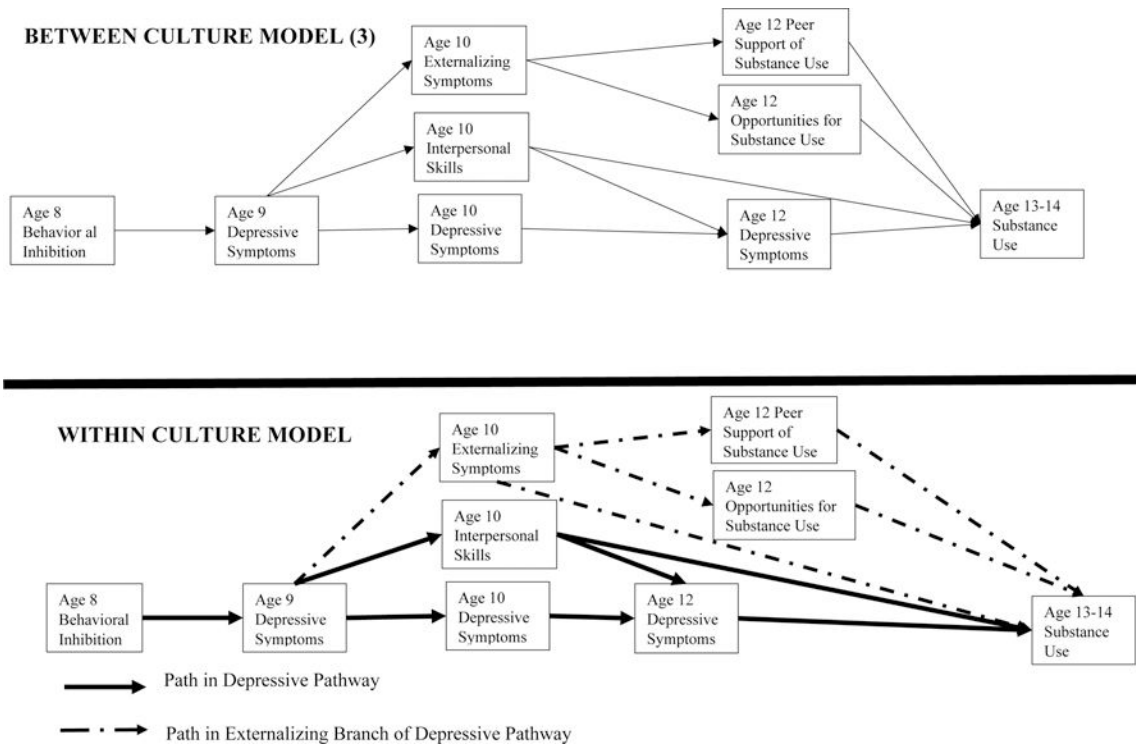 BETWEEN CULTURE MODEL (3)
Age 10
Externalizing
Symptoms
Age 12 Peer
Support of
Substance Use
Age 12
Opportunities for
Substance Use
Age 10
Interpersonal
Skills
Age 8
Behavior al
Inhibition
Age 9
Depressive
Symptoms
Age 10
Depressive
Symptoms
Age 12
Depressive
Symptoms
Age 13-14
Substance
Use
WITHIN CULTURE MODEL
Age 10
Externalizing
Symptoms
Age 12 Peer
Support of
Substance Use
Age 12
Opportunities for
Substance Use
Age 10
Interpersonal
Skills
Age 8
Behavioral
Inhibition
Age 9
Depressive
Symptoms
Age 10
Depressive
Symptoms
Age 12
Depressive
Symptoms
Age 13-14
Substance
Use
Path in Depressive Pathway
Path in Externalizing Branch of Depressive Pathway